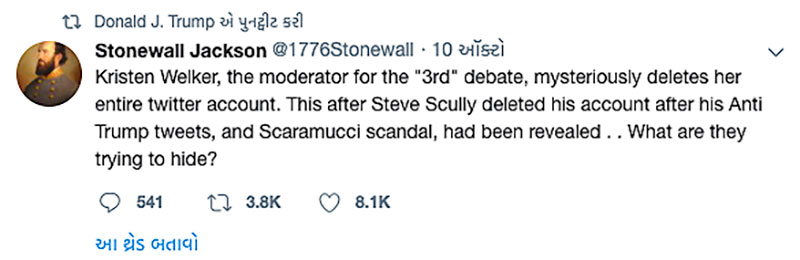 Donald J. Trump એ પુનટ્વીટ કરી
Stonewall Jackson @1776Stonewall · 10 ઑક્ટો
Kristen Welker, the moderator for the "3rd" debate, mysteriously deletes her
entire twitter account. This after Steve Scully deleted his account after his Anti
Trump tweets, and Scaramucci scandal, had been revealed . . What are they
trying to hide?
541 3.8K 8.1K
આ થ્રેડ બતાવો